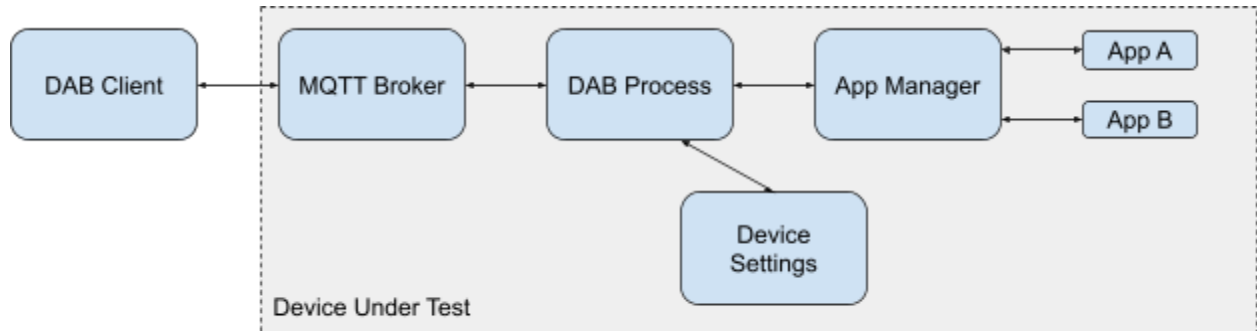 DAB Client
MQTT Broker
DAB Process
App Manager
App A
App B
Device
Settings
Device Under Test